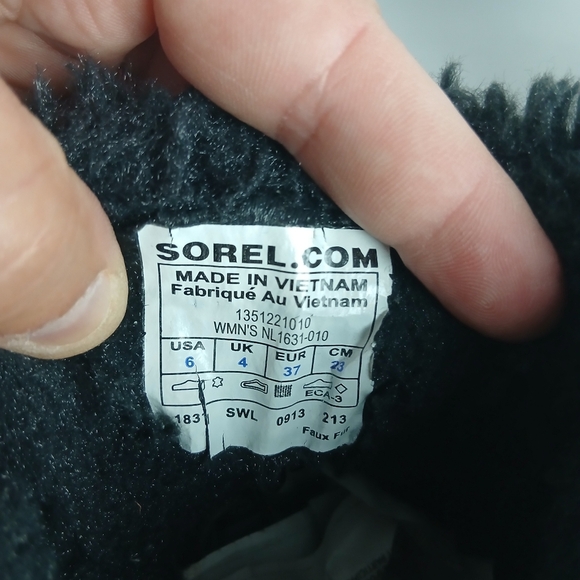 SOREL.COM
MADE IN VIETNAM
Fabriqué Au Vietnam
1351221010
WMN'S NL1631-010
USA UK EUR CM
6 4 37 23
ECA-3
1831 SWL 0913 213
Faux Fur